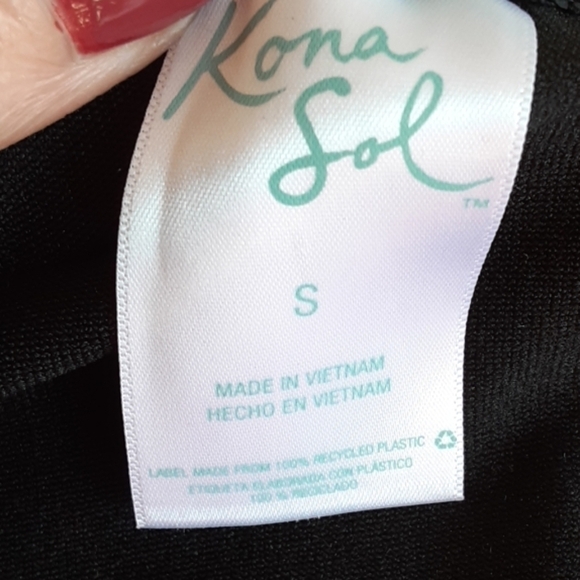 Kona
Sol
TM
S
MADE IN VIETNAM
HECHO EN VIETNAM
LABEL MADE FROM 100% RECYCLED PLASTIC
ETIQUETA ELABORADA CON PLÁSTICO
100 % RECICLADO